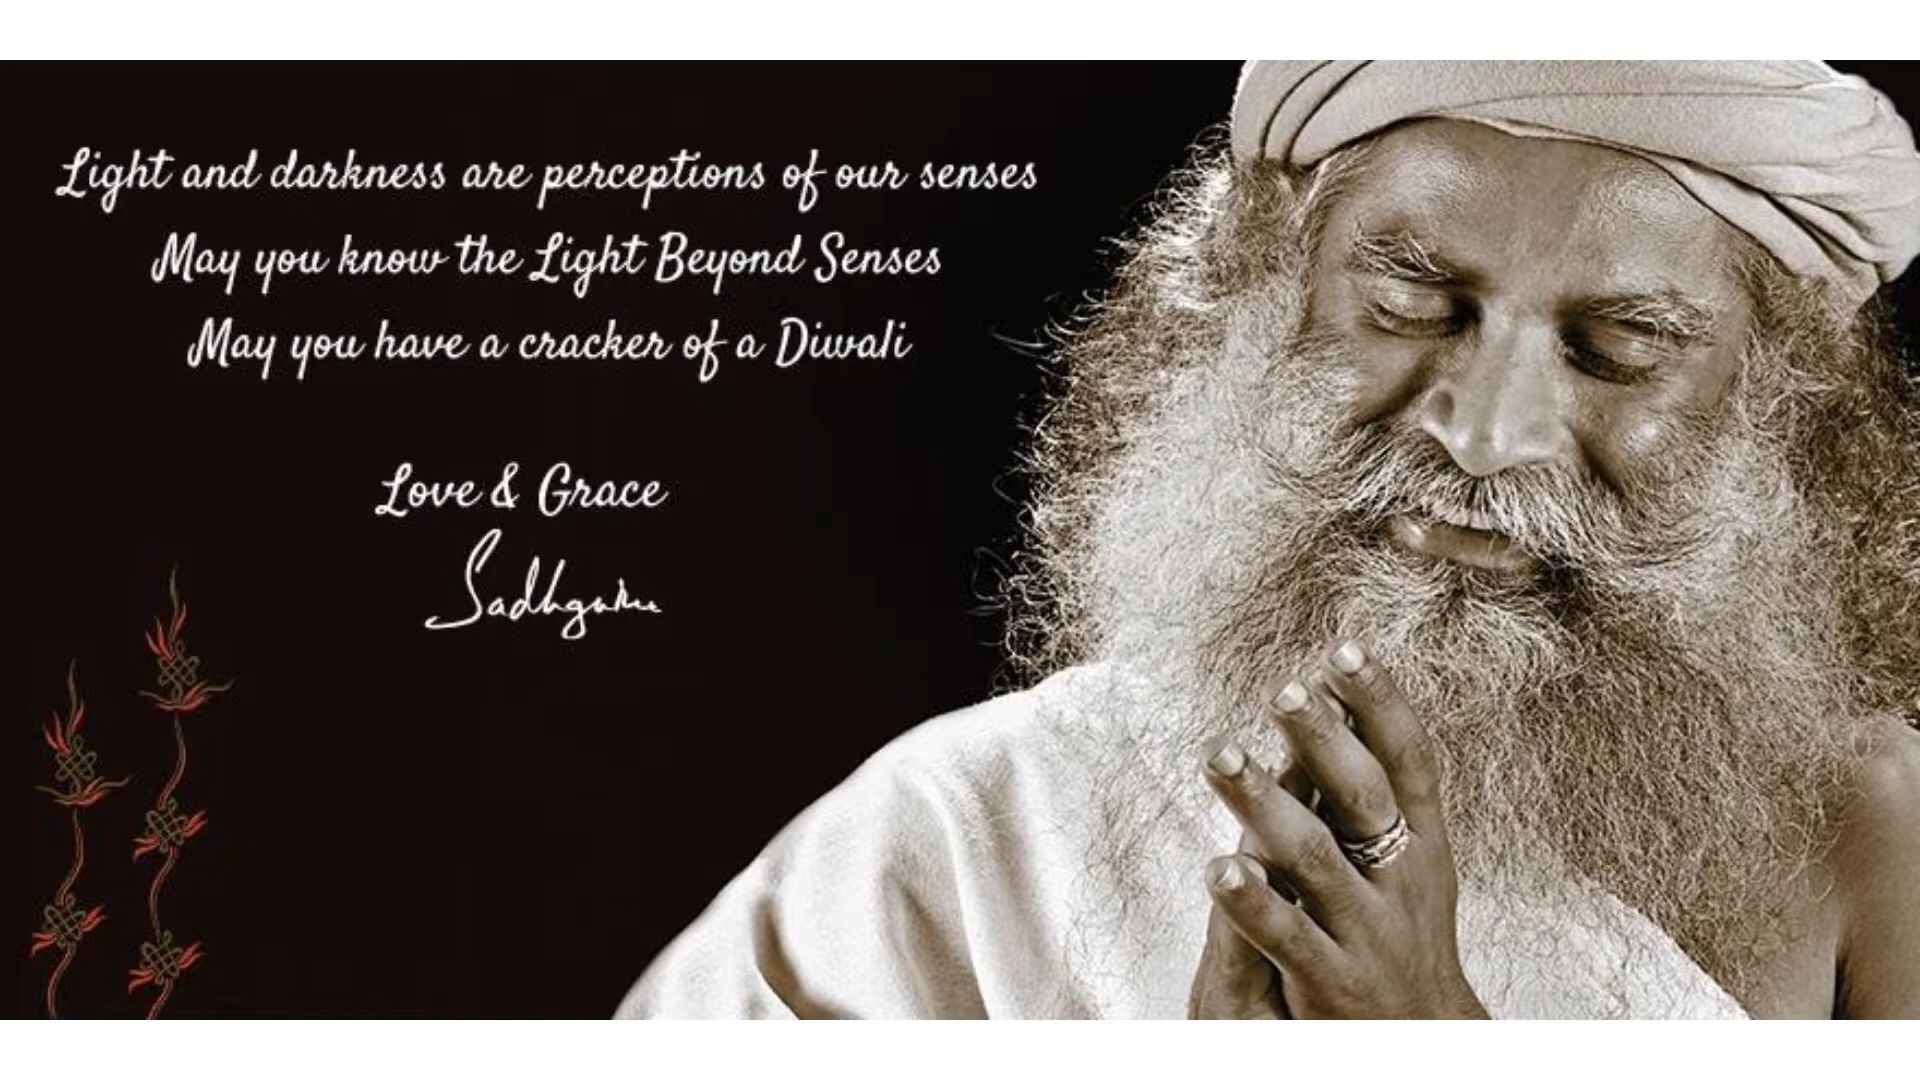 Light and darkness are perceptions of our senses
May you know the Light Beyond Senses
May you have a cracker of a Diwali
Love & Grace
Sadhguru